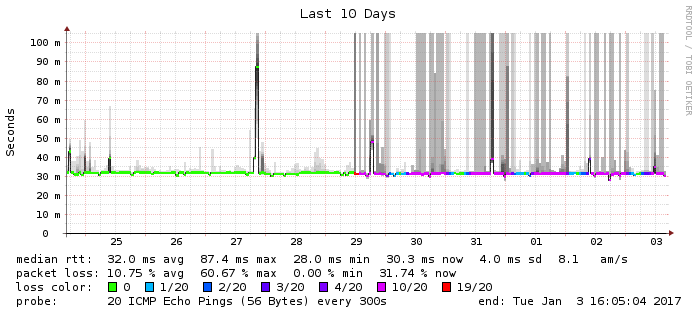 Last 10 Days
RRDTOOL / TOBI OETIKER
Seconds
100 m
90 m
80 m
70 m
60 m
50 m
40 m
30 m
20 m
10 m
0
25 26 27 28 29 30 31 01 02 03
median rtt: 32.0 ms avg 87.4 ms max 28.0 ms min 30.3 ms now 4.0 ms sd 8.1 am/s
packet loss: 10.75 % avg 60.67 % max 0.00 % min 31.74 % now
loss color: 0 1/20 2/20 3/20 4/20 10/20 19/20
probe: 20 ICMP Echo Pings (56 Bytes) every 300s end: Tue Jan 3 16:05:04 2017